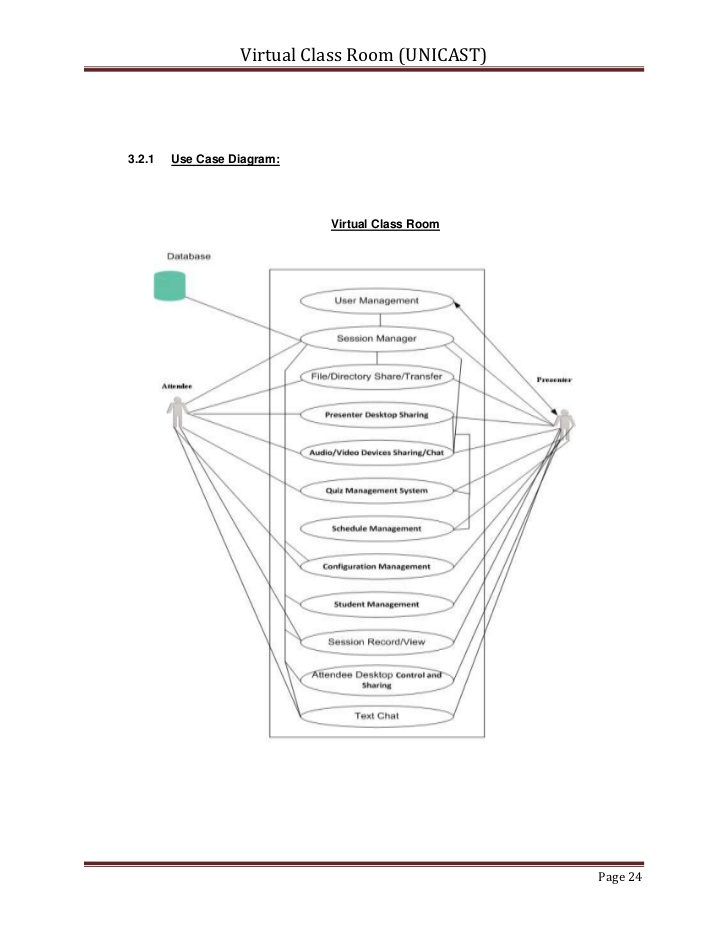 Virtual Class Room (UNICAST)
3.2.1 Use Case Diagram:
Virtual Class Room
Database
User Management
Session Manager
File/Directory Share/Transfer
Attendee
Presenter
Presenter Desktop Sharing
Audio/Video Devices Sharing/Chat
Quiz Management System
Schedule Management
Configuration Management
Student Management
Session Record/View
Attendee Desktop Control and
Sharing
Text Chat
Page 24